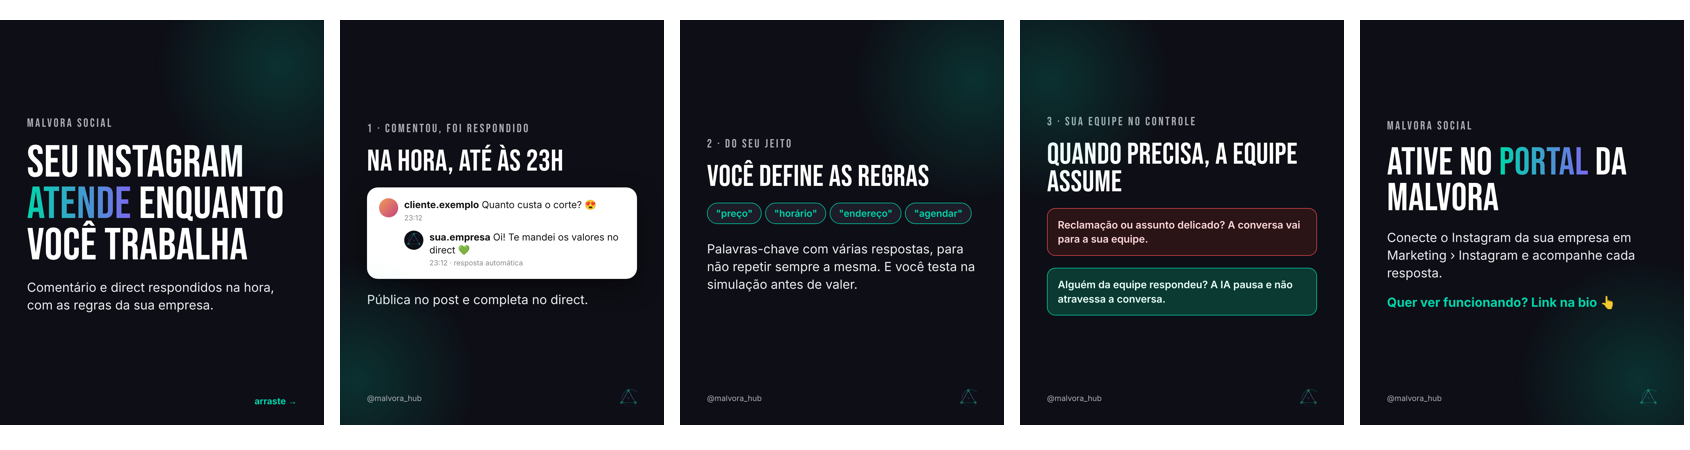 MALVORA SOCIAL
SEU INSTAGRAM
ATENDE ENQUANTO
VOCÊ TRABALHA
Comentário e direct respondidos na hora,
com as regras da sua empresa.
arraste →
1 · COMENTOU, FOI RESPONDIDO
NA HORA, ATÉ ÀS 23H
cliente.exemplo Quanto custa o corte? 😍
23:12
sua.empresa Oi! Te mandei os valores no
direct 💚
23:12 · resposta automática
Pública no post e completa no direct.
@malvora_hub
2 · DO SEU JEITO
VOCÊ DEFINE AS REGRAS
"preço" "horário" "endereço" "agendar"
Palavras-chave com várias respostas, para
não repetir sempre a mesma. E você testa na
simulação antes de valer.
@malvora_hub
3 · SUA EQUIPE NO CONTROLE
QUANDO PRECISA, A EQUIPE
ASSUME
Reclamação ou assunto delicado? A conversa vai
para a sua equipe.
Alguém da equipe respondeu? A IA pausa e não
atravessa a conversa.
@malvora_hub
MALVORA SOCIAL
ATIVE NO PORTAL DA
MALVORA
Conecte o Instagram da sua empresa em
Marketing › Instagram e acompanhe cada
resposta.
Quer ver funcionando? Link na bio 👆
@malvora_hub